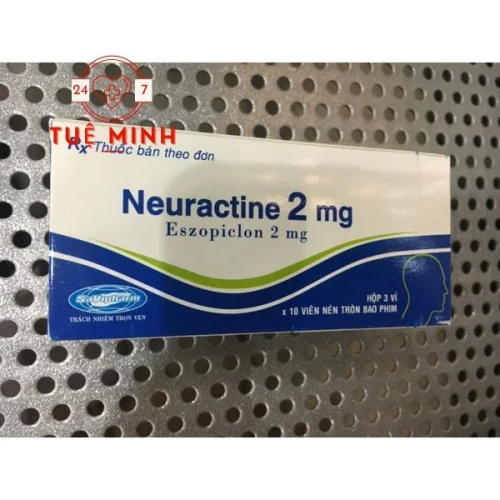 24 7
TUỆ MINH
Rx Thuốc bán theo đơn
Neuractine 2 mg
Eszopiclon 2 mg
SaVipharm
TRÁCH NHIỆM TRỌN VẸN
HỘP 3 VỈ
x 10 VIÊN NÉN TRÒN BAO PHIM